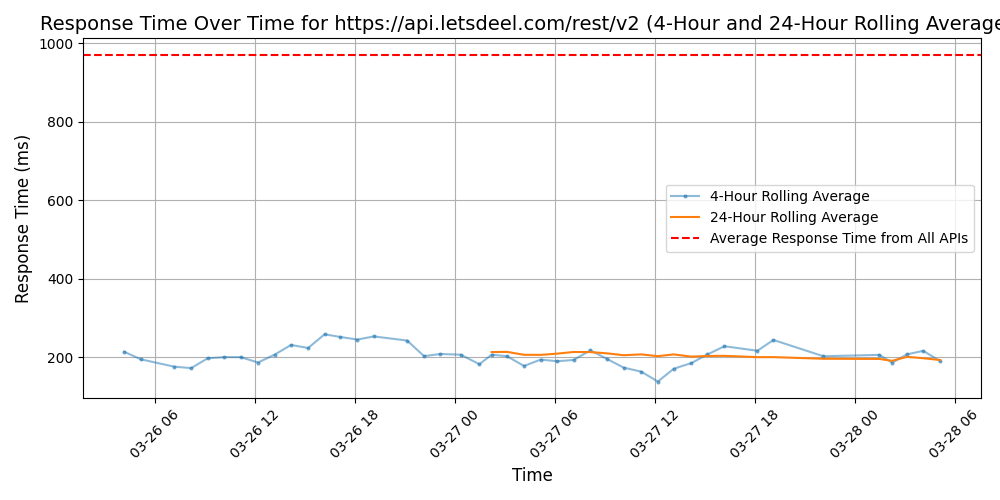 Response Time Over Time for https://api.letsdeel.com/rest/v2 (4-Hour and 24-Hour Rolling Average
Response Time (ms)
1000
800
600
400
200
4-Hour Rolling Average
24-Hour Rolling Average
Average Response Time from All APIs
03-26 06
03-26 12
03-26 18
03-27 00
03-27 06
03-27 12
03-27 18
03-28 00
03-28 06
Time